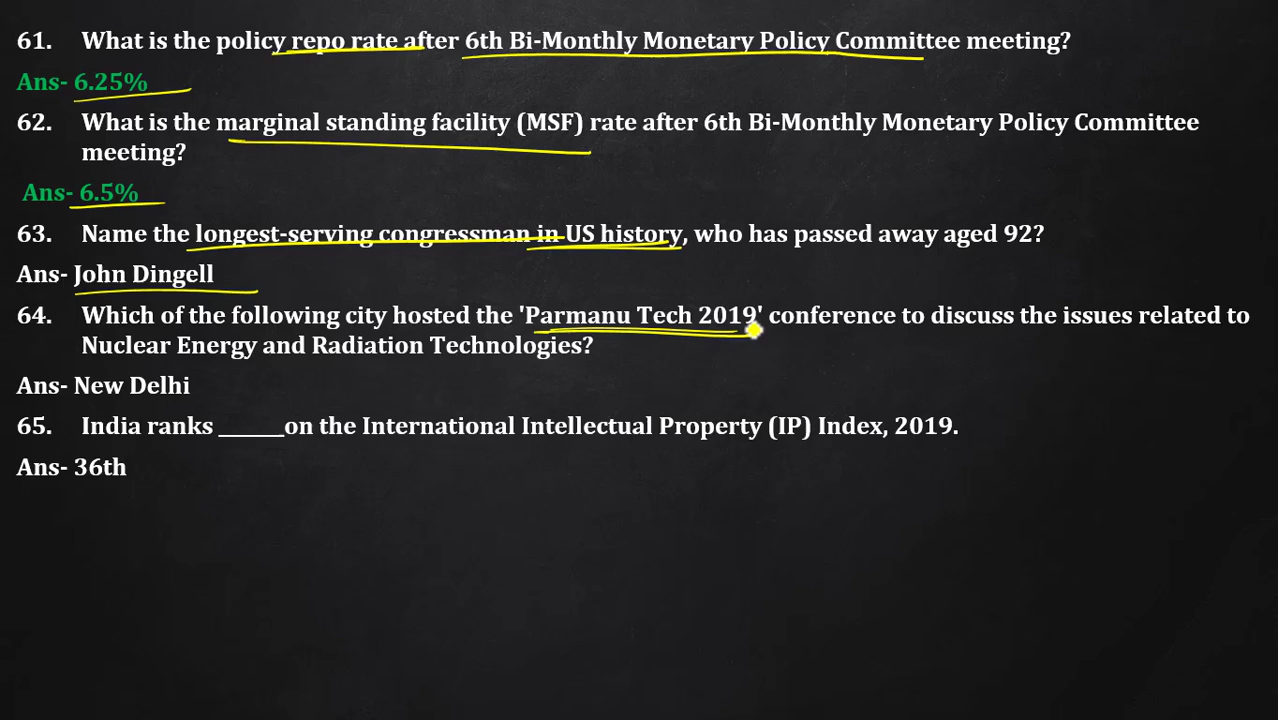 61. What is the policy repo rate after 6th Bi-Monthly Monetary Policy Committee meeting?
Ans- 6.25%
62. What is the marginal standing facility (MSF) rate after 6th Bi-Monthly Monetary Policy Committee
meeting?
Ans- 6.5%
63. Name the longest-serving congressman in US history, who has passed away aged 92?
Ans- John Dingell
64. Which of the following city hosted the 'Parmanu Tech 2019' conference to discuss the issues related to
Nuclear Energy and Radiation Technologies?
Ans- New Delhi
65. India ranks ______on the International Intellectual Property (IP) Index, 2019.
Ans- 36th